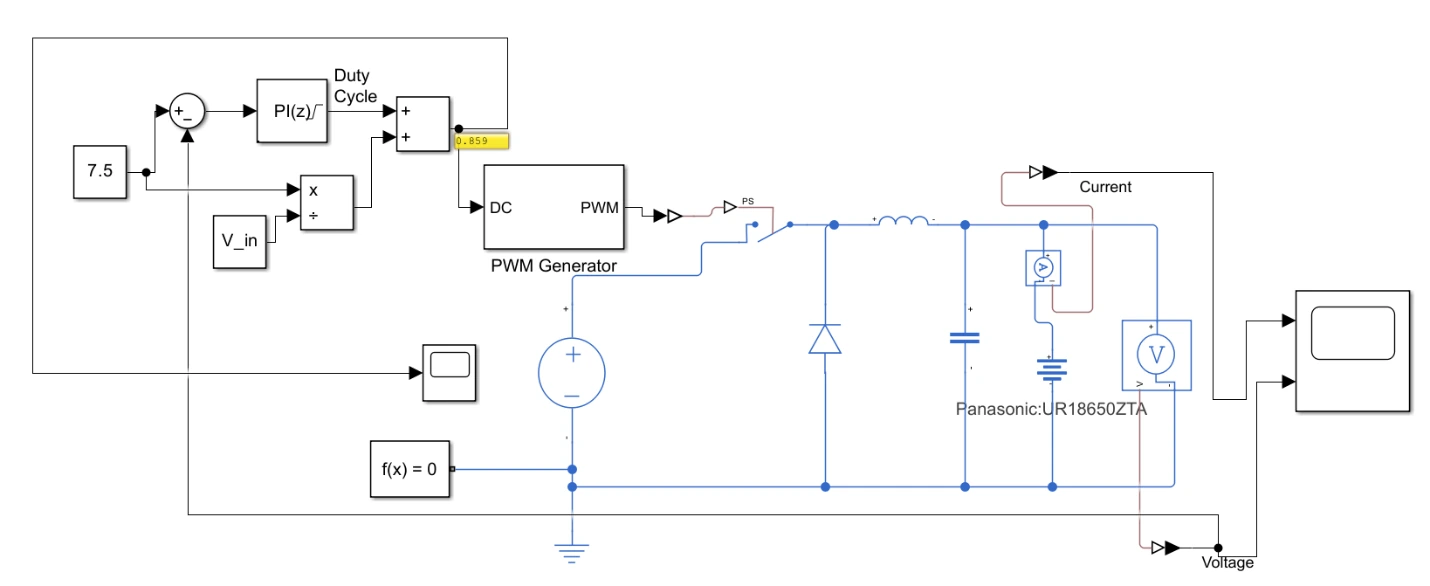 Duty
Cycle
PI(z)
+
-
+
+
0.859
7.5
x
÷
V_in
DC
PWM
PWM Generator
PS
Current
+
-
A
+
-
+
-
+
-
V
+
-
V
+
-
+
-
Panasonic:UR18650ZTA
f(x) = 0
Voltage